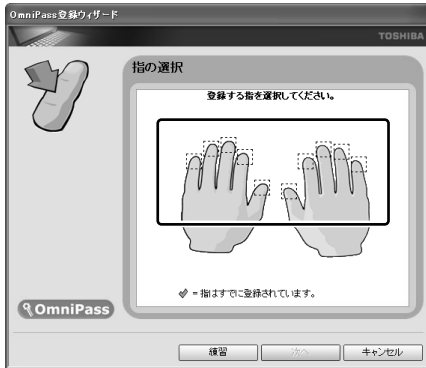 OmniPass登録ウィザード
TOSHIBA
指の選択
登録する指を選択してください。
= 指はすでに登録されています。
OmniPass
練習
次へ
キャンセル